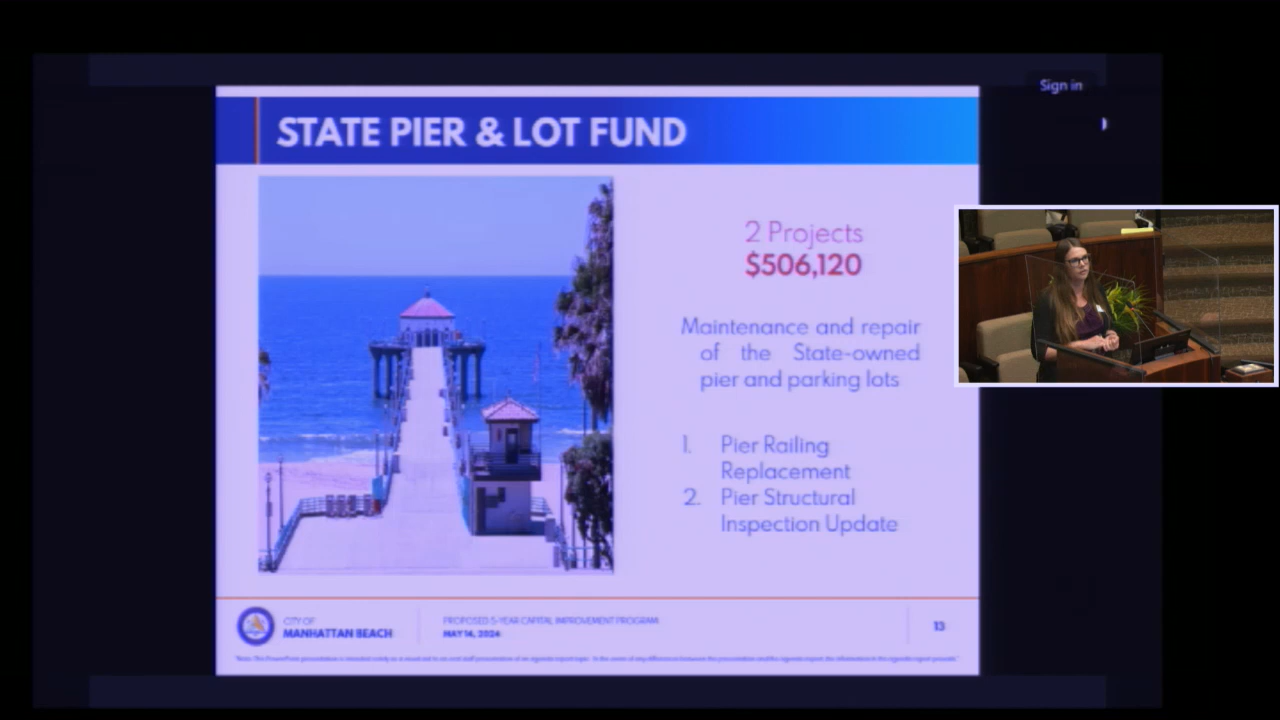 Sign in
STATE PIER & LOT FUND
2 Projects
$506,120
Maintenance and repair
of the State-owned
pier and parking lots
1. Pier Railing
Replacement
2. Pier Structural
Inspection Update
CITY OF
MANHATTAN BEACH
PROPOSED 5-YEAR CAPITAL IMPROVEMENT PROGRAM
MAY 14, 2024
13